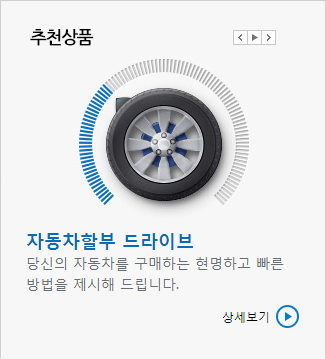 추천상품
자동차할부 드라이브
당신의 자동차를 구매하는 현명하고 빠른
방법을 제시해 드립니다.
상세보기